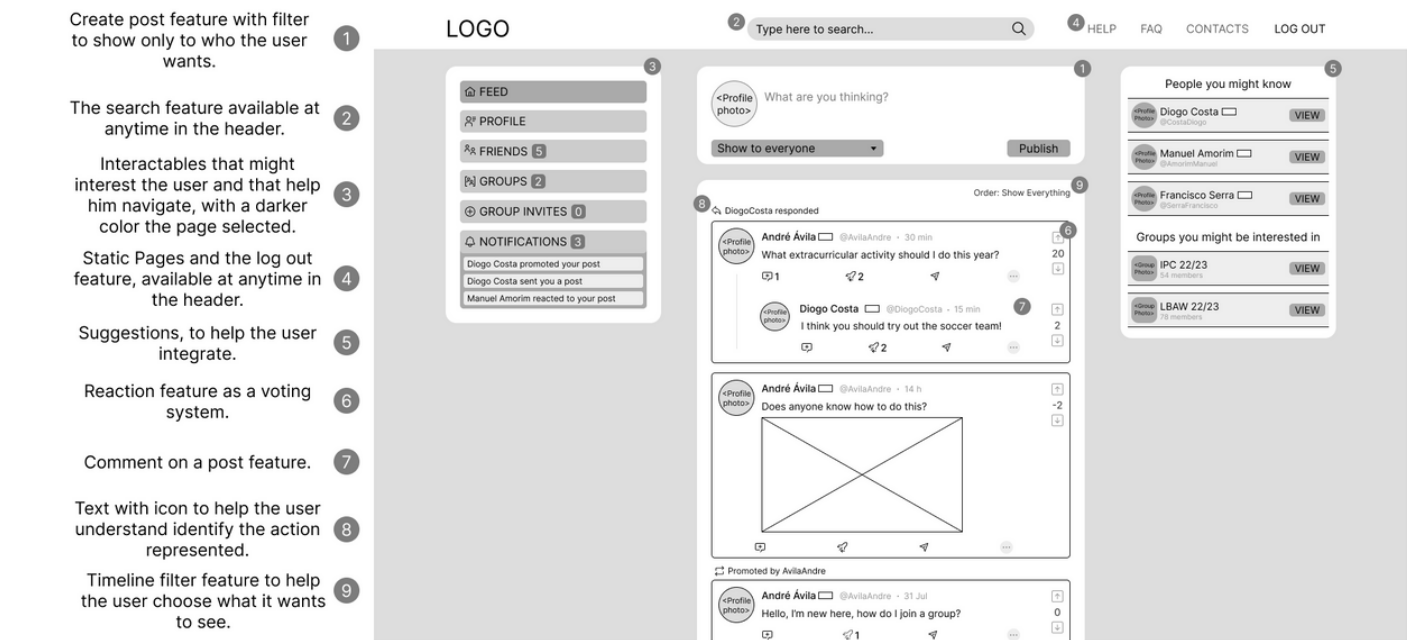 Create post feature with filter
to show only to who the user
wants.
1
The search feature available at
anytime in the header.
2
Interactables that might
interest the user and that help
him navigate, with a darker
color the page selected.
3
Static Pages and the log out
feature, available at anytime in
the header.
4
Suggestions, to help the user
integrate.
5
Reaction feature as a voting
system.
6
Comment on a post feature.
7
Text with icon to help the user
understand identify the action
represented.
8
Timeline filter feature to help
the user choose what it wants
to see.
9
LOGO
2
Type here to search...
4
HELP FAQ CONTACTS LOG OUT
3
FEED
PROFILE
FRIENDS 5
GROUPS 2
GROUP INVITES 0
NOTIFICATIONS 3
Diogo Costa promoted your post
Diogo Costa sent you a post
Manuel Amorim reacted to your post
1
<Profile
photo>
What are you thinking?
Show to everyone
Publish
9
Order: Show Everything
8
DiogoCosta responded
<Profile
photo>
André Ávila @AvilaAndre • 30 min
6
What extracurricular activity should I do this year?
20
1 2
<Profile
photo>
Diogo Costa @DiogoCosta • 15 min
7
I think you should try out the soccer team!
2
2
<Profile
photo>
André Ávila @AvilaAndre • 14 h
Does anyone know how to do this?
-2
Promoted by AvilaAndre
<Profile
photo>
André Ávila @AvilaAndre • 31 Jul
Hello, I'm new here, how do I join a group?
0
1
5
People you might know
<Profile
Photo>
Diogo Costa
@CostaDiogo
VIEW
<Profile
Photo>
Manuel Amorim
@AmorimManuel
VIEW
<Profile
Photo>
Francisco Serra
@SerraFrancisco
VIEW
Groups you might be interested in
<Group
Photo>
IPC 22/23
54 members
VIEW
<Group
Photo>
LBAW 22/23
78 members
VIEW